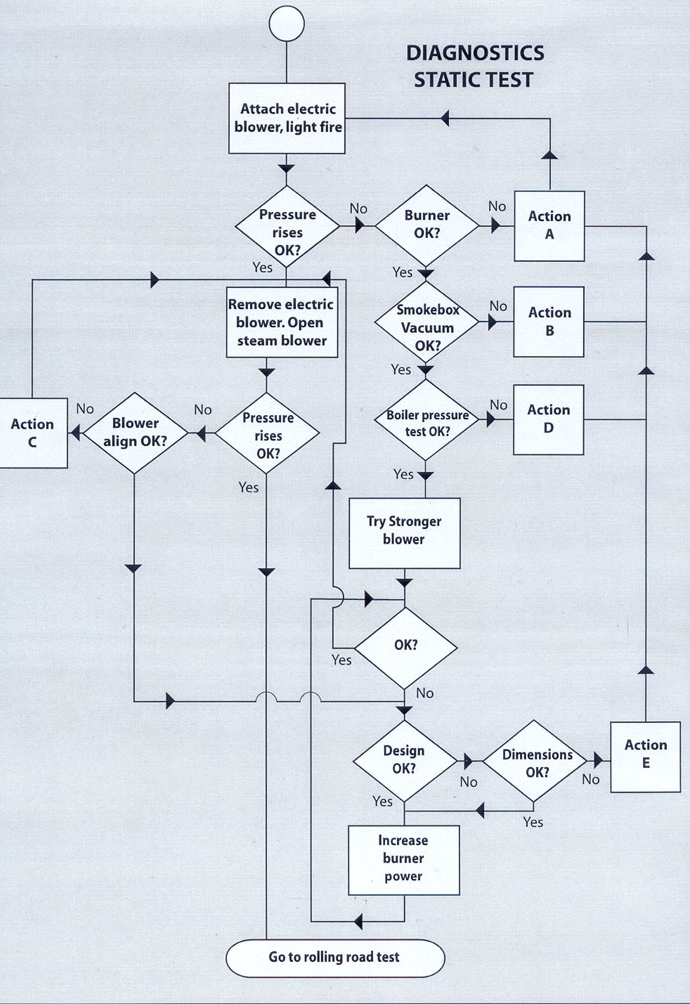 DIAGNOSTICS
STATIC TEST
Attach electric
blower, light fire
Pressure
rises
OK?
No
Burner
OK?
No
Action
A
Yes
Yes
Remove electric
blower. Open
steam blower
Smokebox
Vacuum
OK?
No
Action
B
Yes
Action
C
No
Blower
align OK?
No
Pressure
rises
OK?
Boiler pressure
test OK?
No
Action
D
Yes
Yes
Try Stronger
blower
OK?
Yes
No
Design
OK?
No
Dimensions
OK?
No
Action
E
Yes
Yes
Increase
burner
power
Go to rolling road test